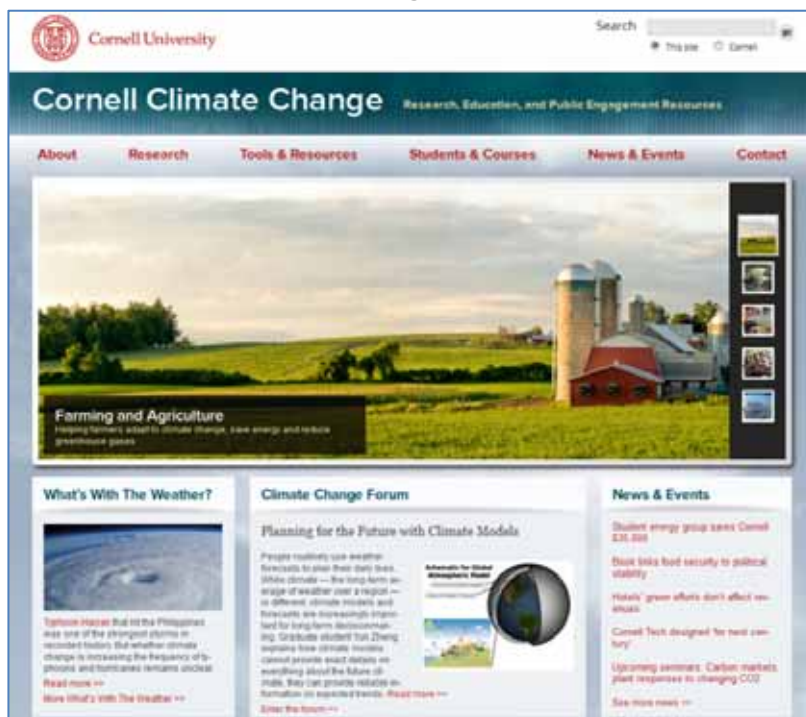 Cornell University
Search
This site Cornell
Cornell Climate Change Research, Education, and Public Engagement Resources
About Research Tools & Resources Students & Courses News & Events Contact
Farming and Agriculture
Helping farmers adapt to climate change, save energy and reduce
greenhouse gases
What's With The Weather?
Typhoon Haiyan that hit the Philippines
was one of the strongest storms in
recorded history. But whether climate
change is increasing the frequency of ty-
phoons and hurricanes remains unclear.
Read more >>
More What's With The Weather >>
Climate Change Forum
Planning for the Future with Climate Models
People routinely use weather
forecasts to plan their daily lives.
While climate — the long-term av-
erage of weather over a region —
is different, climate models and
forecasts are increasingly impor-
tant for long-term decisionmak-
ing. Graduate student Yun Zheng
explains how climate models
cannot provide exact details on
everything about the future cli-
mate, they can provide reliable in-
formation on expected trends. Read more >>
Enter the forum >>
Schematic for Global
Atmospheric Model
News & Events
Student energy group saves Cornell
Book links food security to political
stability
Hotels' green efforts don't affect rev-
enues
Cornell Tech designed for 'next cen-
tury'
Upcoming seminars: Carbon markets,
plant responses to changing CO2
See more news >>